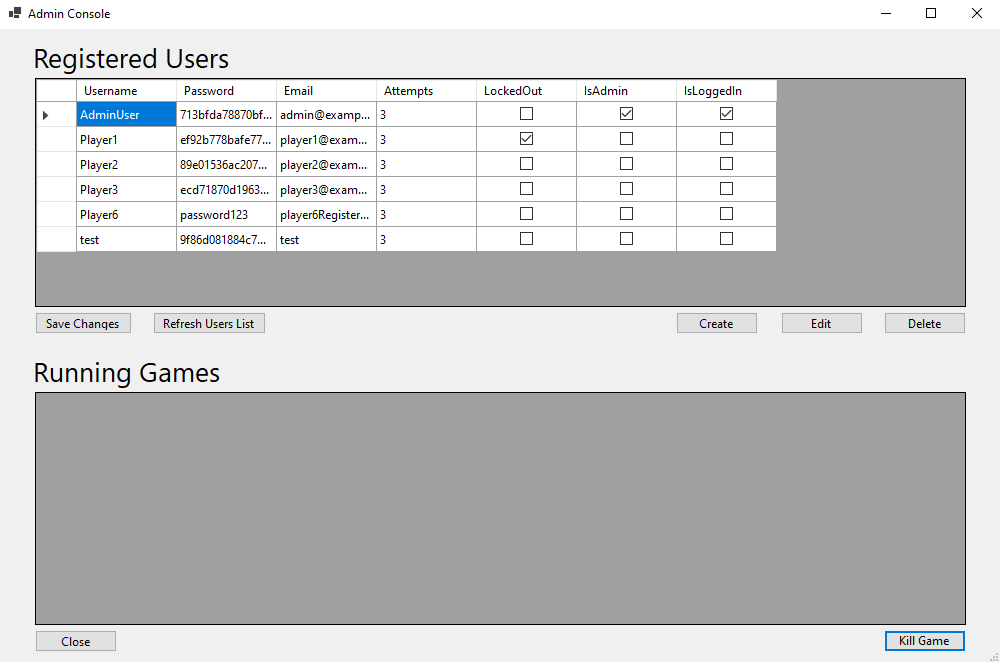 Admin Console
Registered Users
Username Password Email Attempts LockedOut IsAdmin IsLoggedIn
AdminUser 713bfda78870bf... admin@examp... 3
Player1 ef92b778bafe77... player1@exam... 3
Player2 89e01536ac207... player2@exam... 3
Player3 ecd71870d1963... player3@exam... 3
Player6 password123 player6Register... 3
test 9f86d081884c7... test 3
Save Changes Refresh Users List Create Edit Delete
Running Games
Close Kill Game